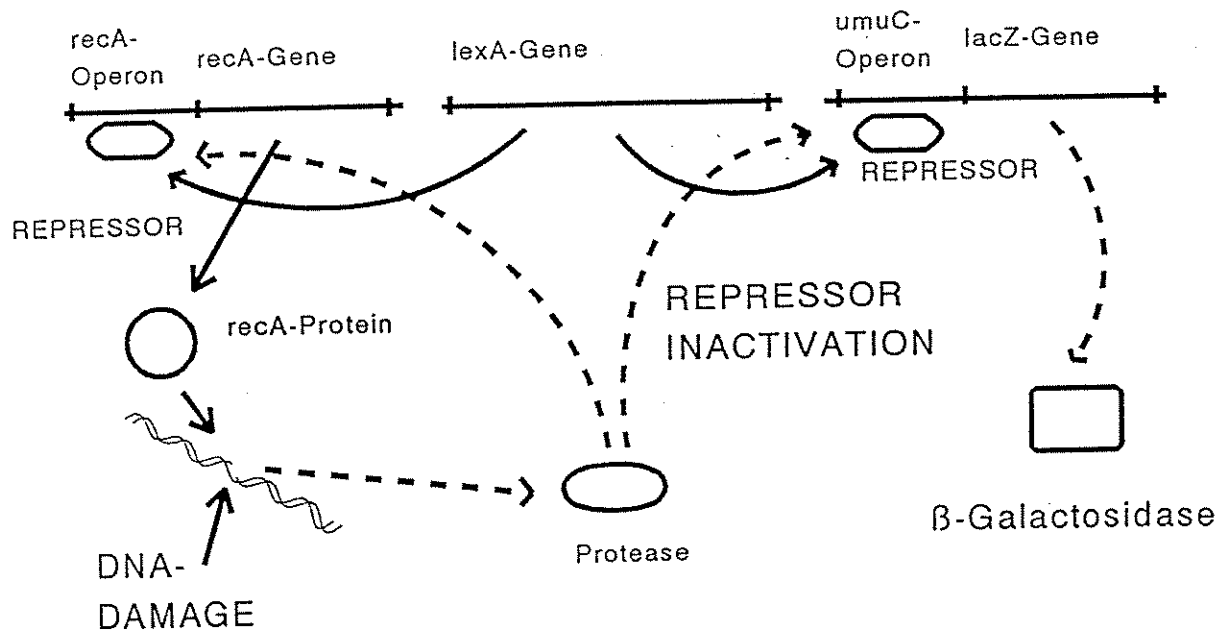 recA-
Operon
recA-Gene
lexA-Gene
umuC-
Operon
lacZ-Gene
REPRESSOR
REPRESSOR
recA-Protein
REPRESSOR
INACTIVATION
DNA-
DAMAGE
Protease
ß-Galactosidase